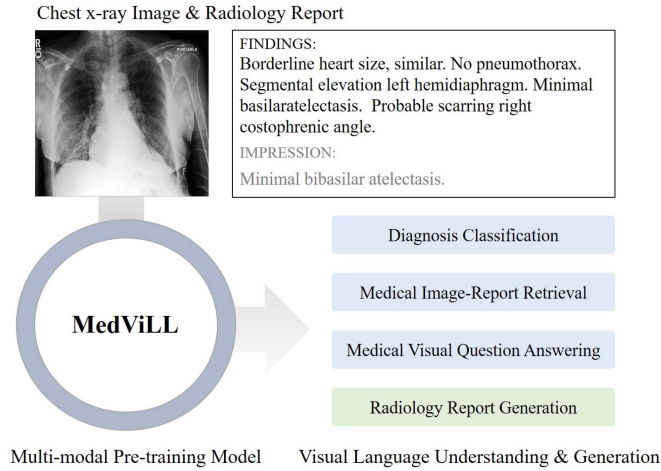 Chest x-ray Image & Radiology Report
R
PORTABLE
FINDINGS:
Borderline heart size, similar. No pneumothorax.
Segmental elevation left hemidiaphragm. Minimal
basilaratelectasis. Probable scarring right
costophrenic angle.
IMPRESSION:
Minimal bibasilar atelectasis.
Diagnosis Classification
Medical Image-Report Retrieval
MedViLL
Medical Visual Question Answering
Radiology Report Generation
Multi-modal Pre-training Model
Visual Language Understanding & Generation